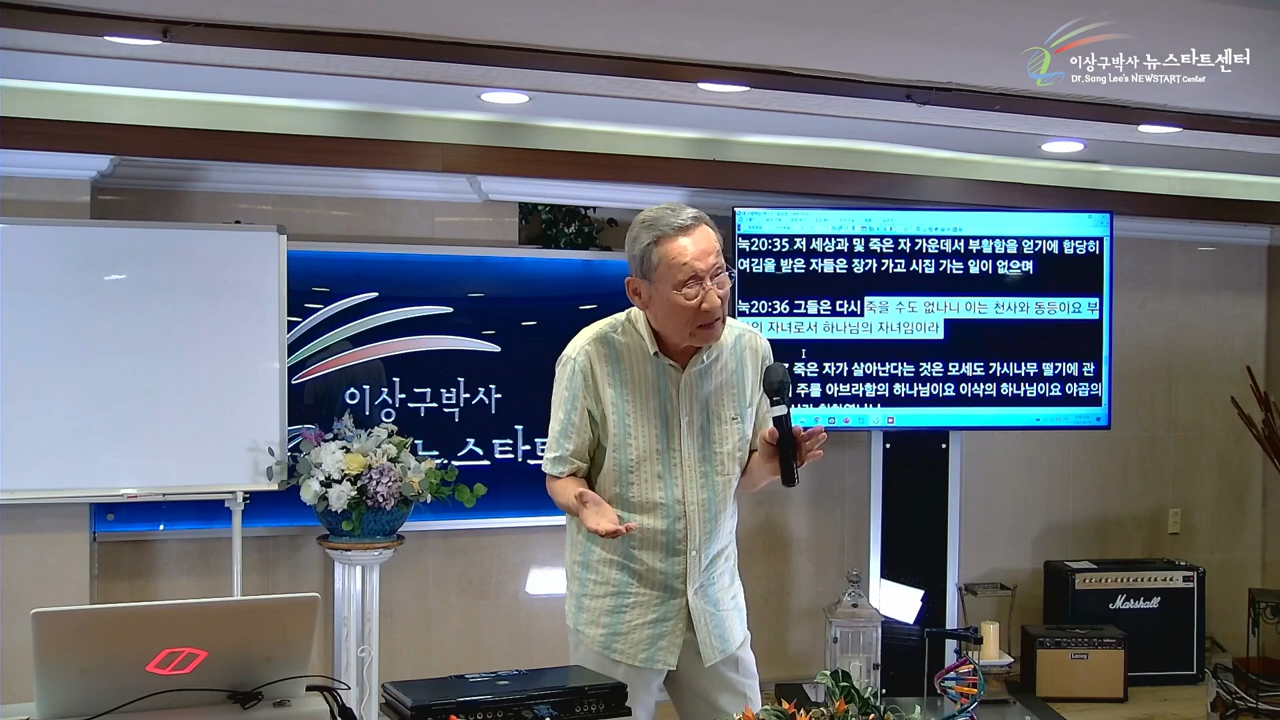 이상구박사 뉴스타트센터
Dr. Sang Lee's NEWSTART Center
눅20:35 저 세상과 및 죽은 자 가운데서 부활함을 얻기에 합당히
여김을 받은 자들은 장가 가고 시집 가는 일이 없으며
눅20:36 그들은 다시 죽을 수도 없나니 이는 천사와 동등이요 부
자녀로서 하나님의 자녀임이라
죽은 자가 살아난다는 것은 모세도 가시나무 떨기에 관
주를 아브라함의 하나님이요 이삭의 하나님이요 야곱의
이상구박사
뉴스타트
Marshall
Laney